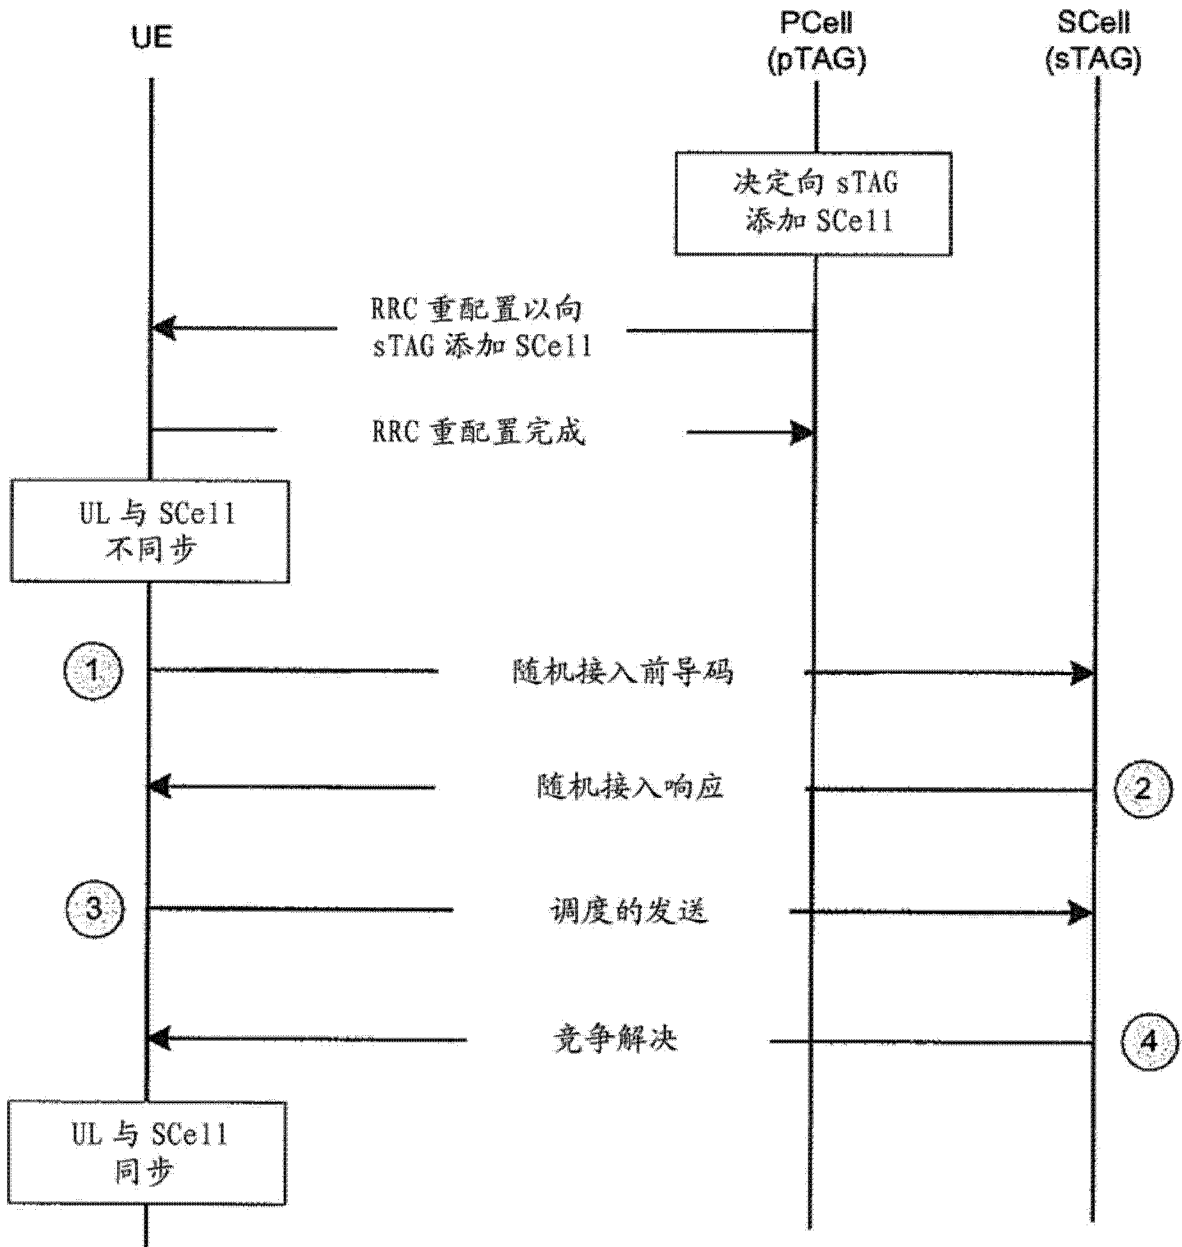 UE
PCell
(pTAG)
SCell
(sTAG)
决定向 sTAG
添加 SCell
RRC 重配置以向
sTAG 添加 SCell
RRC 重配置完成
UL 与 SCell
不同步
1
随机接入前导码
随机接入响应
2
3
调度的发送
竞争解决
4
UL 与 SCell
同步